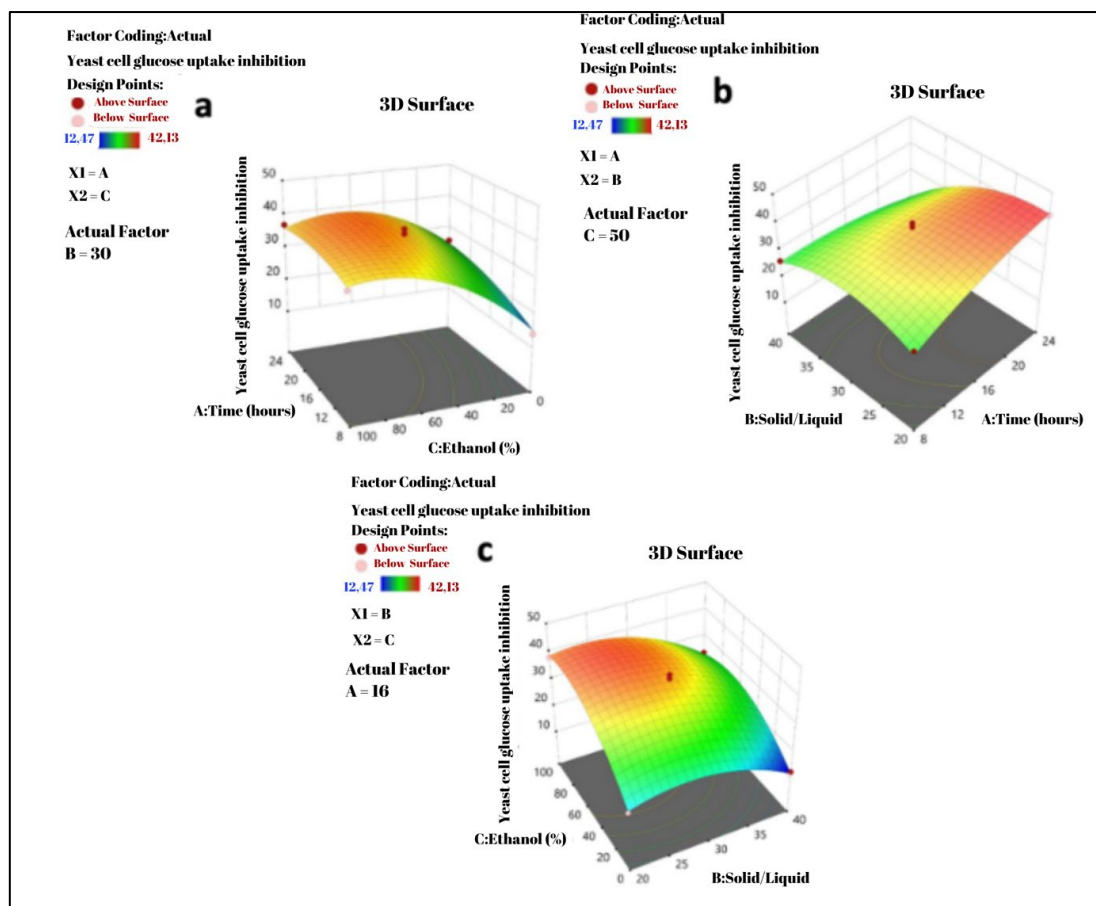 Factor Coding:Actual
Yeast cell glucose uptake inhibition
Design Points:
Above Surface
Below Surface
12,47 42,13
X1 = A
X2 = C
Actual Factor
B = 30
a
3D Surface
Yeast cell glucose uptake inhibition
50
40
30
20
10
24
20
16
12
8
A:Time (hours)
100 80 60 40 20 0
C:Ethanol (%)
Factor Coding:Actual
Yeast cell glucose uptake inhibition
Design Points:
Above Surface
Below Surface
12,47 42,13
X1 = A
X2 = B
Actual Factor
C = 50
b
3D Surface
Yeast cell glucose uptake inhibition
50
40
30
20
10
40
35
30
25
20
B:Solid/Liquid
8 12 16 20 24
A:Time (hours)
Factor Coding:Actual
Yeast cell glucose uptake inhibition
Design Points:
Above Surface
Below Surface
12,47 42,13
X1 = B
X2 = C
Actual Factor
A = 16
c
3D Surface
Yeast cell glucose uptake inhibition
50
40
30
20
10
100
80
60
40
20
0
C:Ethanol (%)
20 25 30 35 40
B:Solid/Liquid